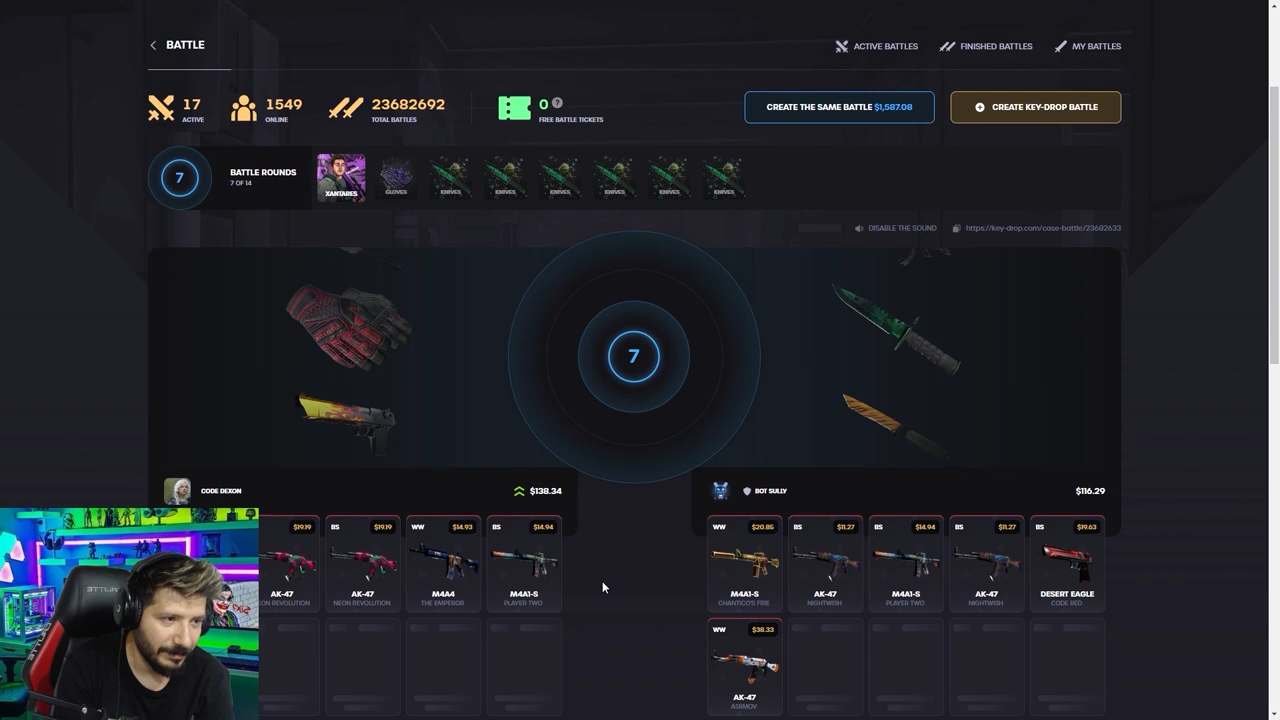 BATTLE
ACTIVE BATTLES
FINISHED BATTLES
MY BATTLES
17
ACTIVE
1549
ONLINE
23682692
TOTAL BATTLES
0 ?
FREE BATTLE TICKETS
CREATE THE SAME BATTLE $1,587.08
CREATE KEY-DROP BATTLE
7
BATTLE ROUNDS
7 OF 14
XANTARES
GLOVES
KNIVES
KNIVES
KNIVES
KNIVES
KNIVES
KNIVES
DISABLE THE SOUND
https://key-drop.com/case-battle/23682633
7
CODE DEXON
$138.34
BOT SULLY
$116.29
$19.19
BS $19.19
WW $14.93
BS $14.94
WW $20.85
BS $11.27
BS $14.94
BS $11.27
BS $19.63
AK-47
AK-47
M4A4
M4A1-S
M4A1-S
AK-47
M4A1-S
AK-47
DESERT EAGLE
ON REVOLUTION
NEON REVOLUTION
THE EMPEROR
PLAYER TWO
CHANTICO'S FIRE
NIGHTWISH
PLAYER TWO
NIGHTWISH
CODE RED
WW $38.33
AK-47
ASIIMOV